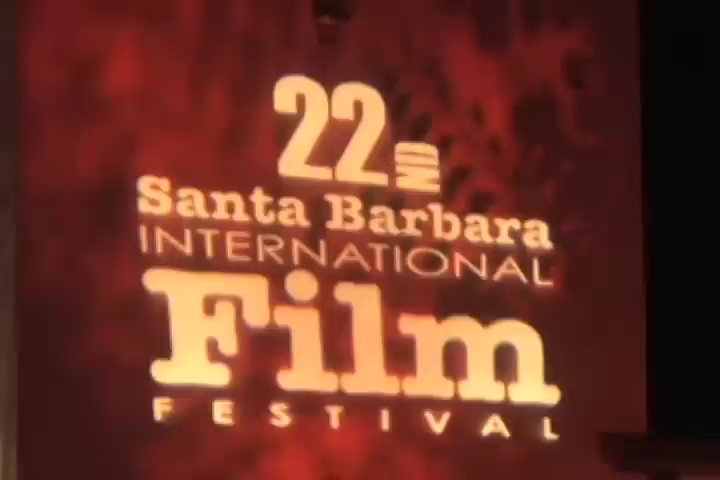 22ND
Santa Barbara
INTERNATIONAL
Film
FESTIVAL